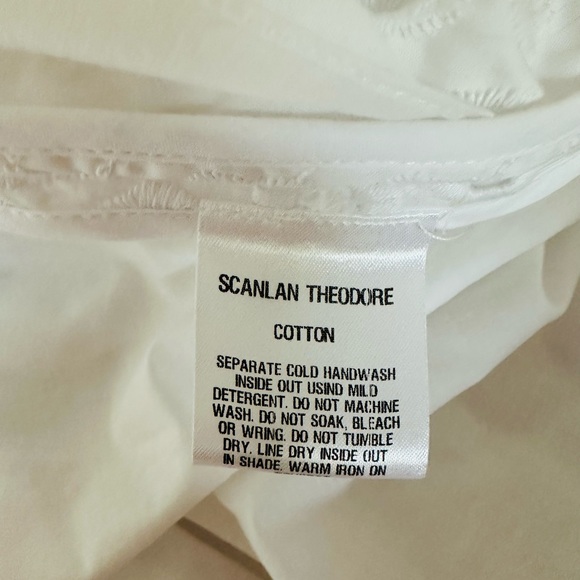 SCANLAN THEODORE
COTTON
SEPARATE COLD HANDWASH
INSIDE OUT USIND MILD
DETERGENT. DO NOT MACHINE
WASH. DO NOT SOAK, BLEACH
OR WRING. DO NOT TUMBLE
DRY. LINE DRY INSIDE OUT
IN SHADE. WARM IRON ON